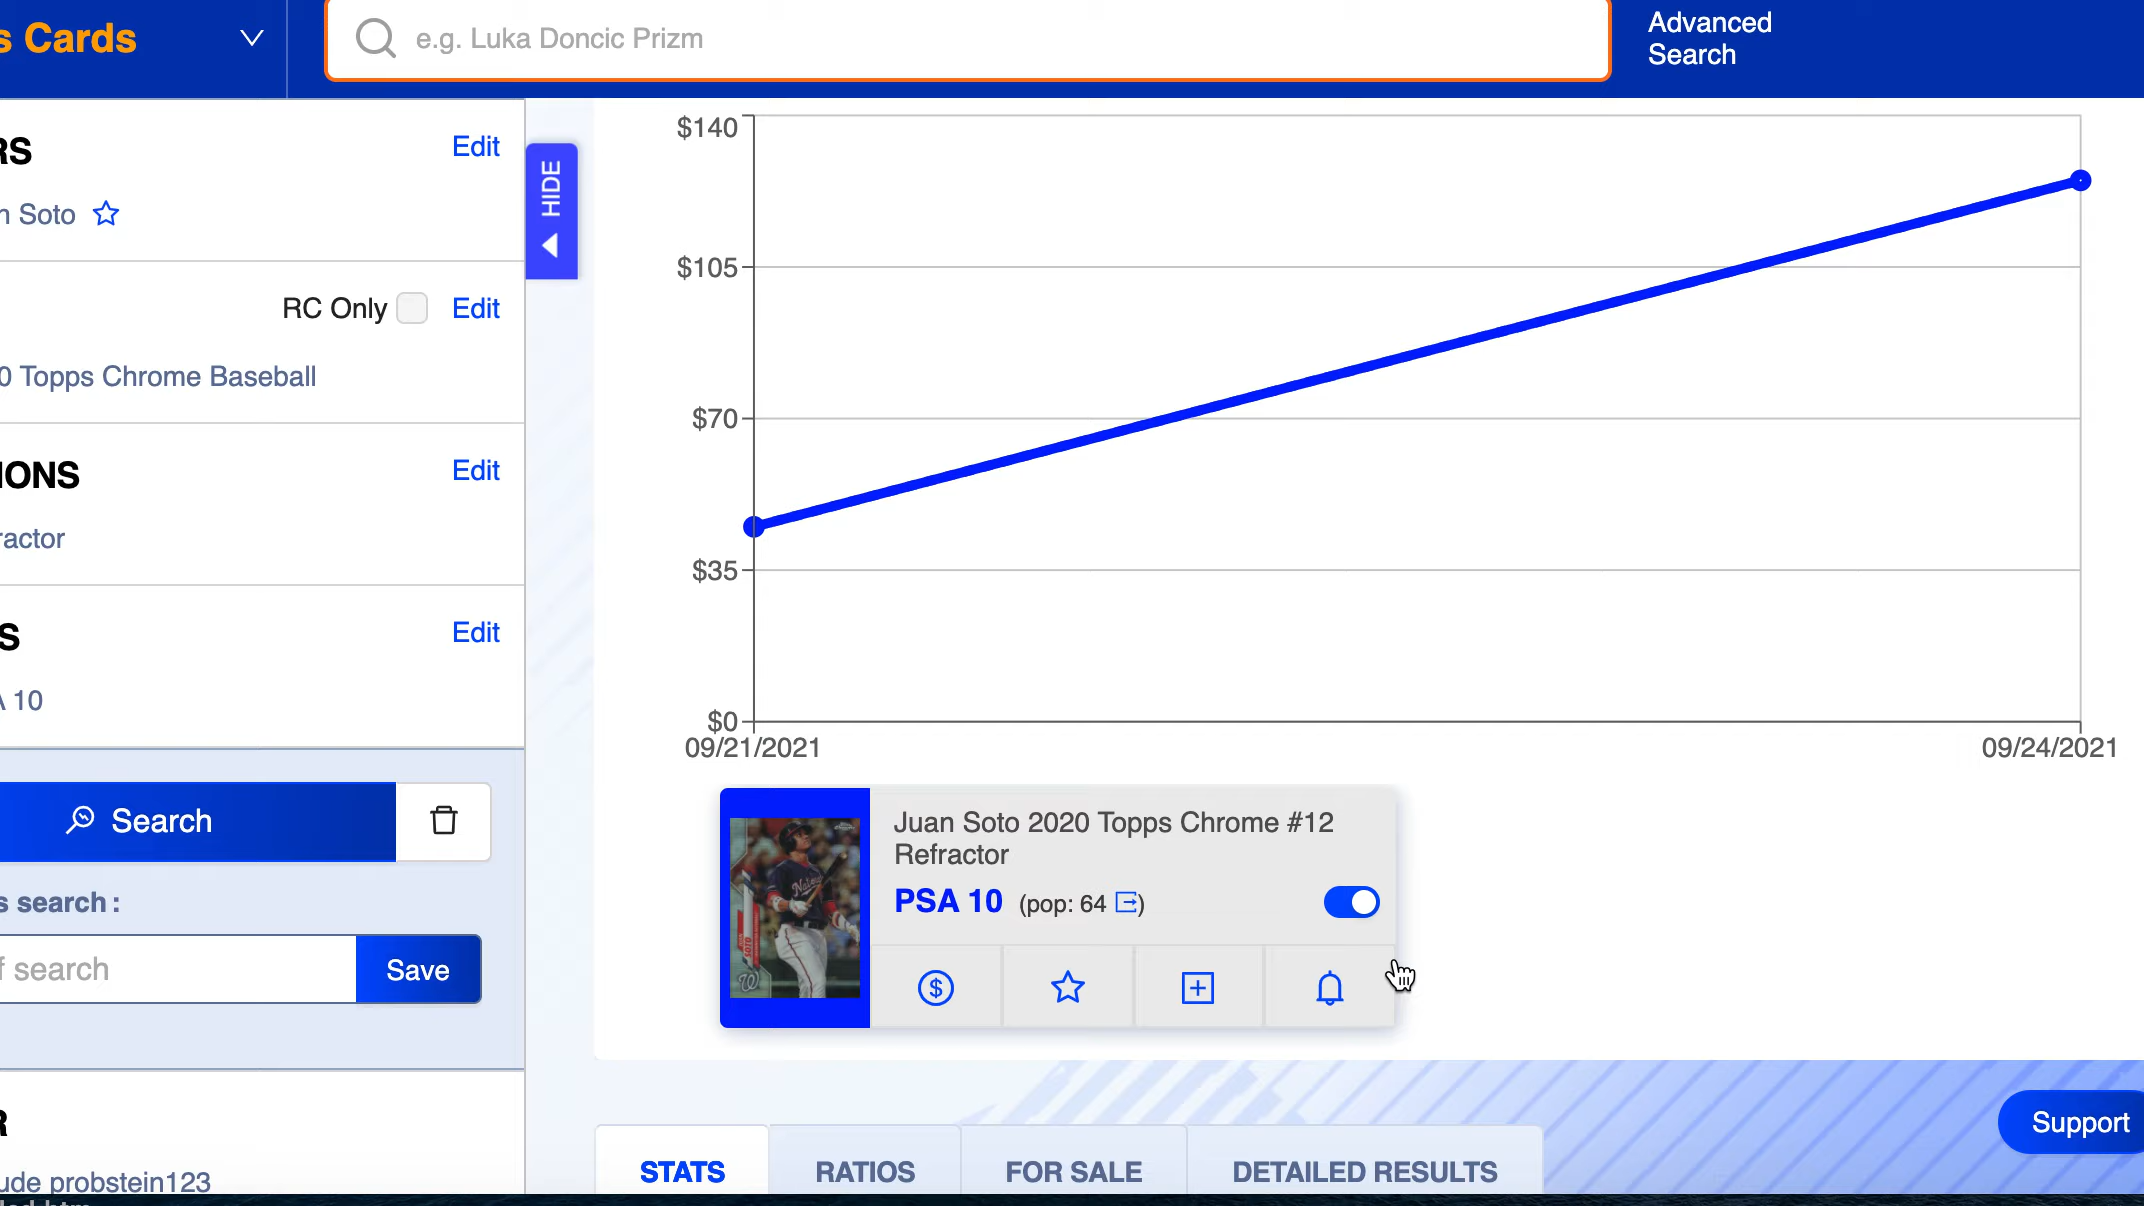 s Cards
e.g. Luka Doncic Prizm
Advanced
Search
RS
Edit
n Soto
HIDE
RC Only
Edit
0 Topps Chrome Baseball
IONS
Edit
ractor
S
Edit
A 10
Search
s search:
f search
Save
R
ude probstein123
$140
$105
$70
$35
$0
09/21/2021
09/24/2021
Juan Soto 2020 Topps Chrome #12
Refractor
PSA 10 (pop: 64)
Support
STATS
RATIOS
FOR SALE
DETAILED RESULTS